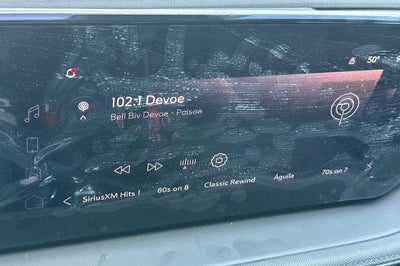 50°
102.1 Devoe -
Bell Biv Devoe - Poison
SiriusXM Hits 1
80s on 8
Classic Rewind
Águila
70s on 7